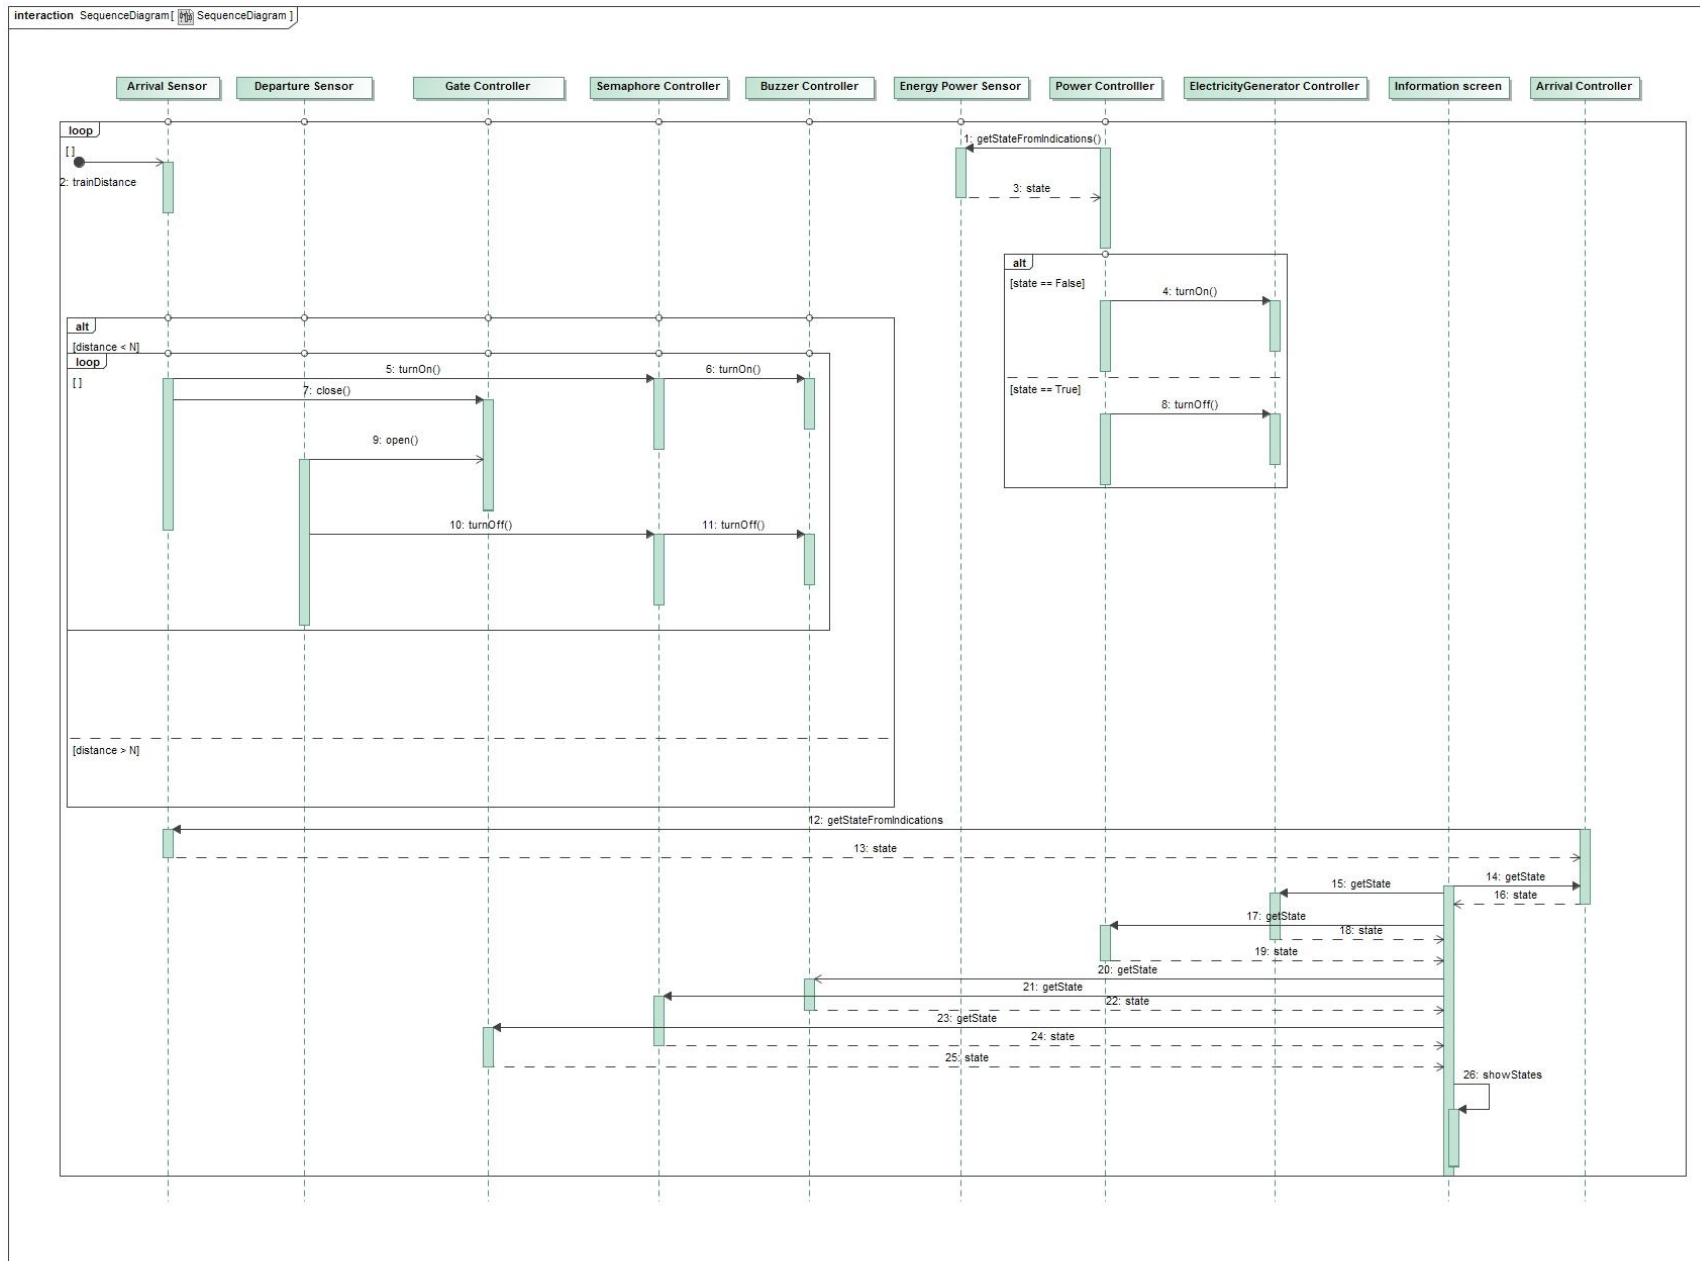 interaction SequenceDiagram[ SequenceDiagram ]
Arrival Sensor
Departure Sensor
Gate Controller
Semaphore Controller
Buzzer Controller
Energy Power Sensor
Power Controlller
ElectricityGenerator Controller
Information screen
Arrival Controller
loop
[ ]
1: getStateFromIndications()
2: trainDistance
3: state
alt
[state == False]
4: turnOn()
alt
[distance < N]
loop
[ ]
5: turnOn()
6: turnOn()
7: close()
[state == True]
8: turnOff()
9: open()
10: turnOff()
11: turnOff()
[distance > N]
12: getStateFromIndications
13: state
14: getState
15: getState
16: state
17: getState
18: state
19: state
20: getState
21: getState
22: state
23: getState
24: state
25: state
26: showStates